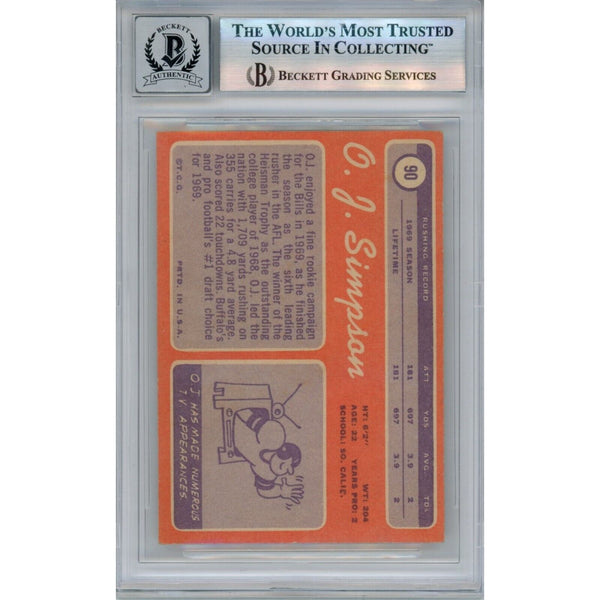 BECKETT
AUTHENTIC
THE WORLD'S MOST TRUSTED
SOURCE IN COLLECTING™
BECKETT GRADING SERVICES
90
RUSHING RECORD ATT YDS AVG. TDS
1969 SEASON 181 697 3.9 2
LIFETIME 181 697 3.9 2
O. J. Simpson
HT: 6'2" WT: 204
AGE: 22 YEARS PRO: 2
SCHOOL: SO. CALIF.
O.J. enjoyed a fine rookie campaign
for the Bills in 1969, as he finished
the season as the sixth leading
rusher in the AFL. The winner of the
Heisman Trophy as the outstanding
college player of 1968, O.J. led the
nation with 1,709 yards rushing on
355 carries for a 4.8 yard average.
Also scored 22 touchdowns. Buffalo's
and pro football's #1 draft choice
for 1969.
©T.C.G. PRTD. IN U.S.A.
O.J. HAS MADE NUMEROUS
T.V. APPEARANCES.